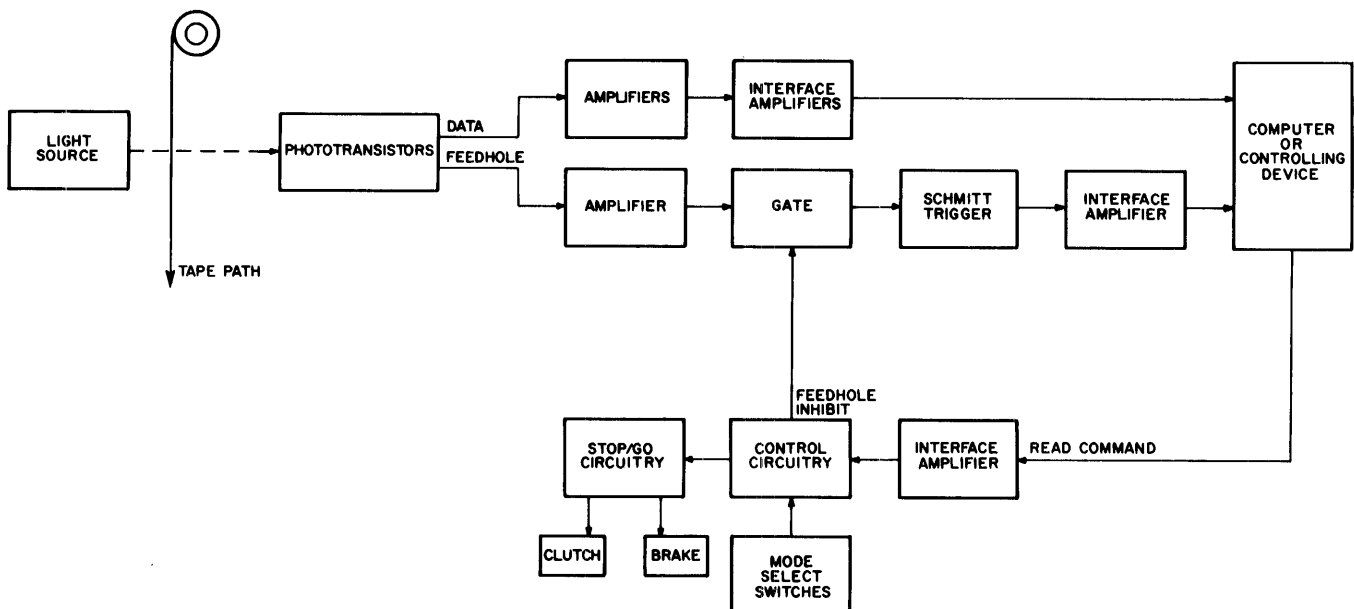 LIGHT
SOURCE
TAPE PATH
PHOTOTRANSISTORS
DATA
FEEDHOLE
AMPLIFIERS
INTERFACE
AMPLIFIERS
AMPLIFIER
GATE
SCHMITT
TRIGGER
INTERFACE
AMPLIFIER
COMPUTER
OR
CONTROLLING
DEVICE
FEEDHOLE
INHIBIT
STOP/GO
CIRCUITRY
CONTROL
CIRCUITRY
INTERFACE
AMPLIFIER
READ COMMAND
CLUTCH
BRAKE
MODE
SELECT
SWITCHES